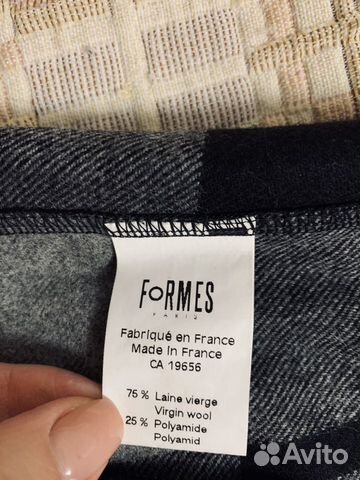 FORMES
PARIS
Fabriqué en France
Made in France
CA 19656
75 % Laine vierge
Virgin wool
25 % Polyamide
Polyamid
Avito